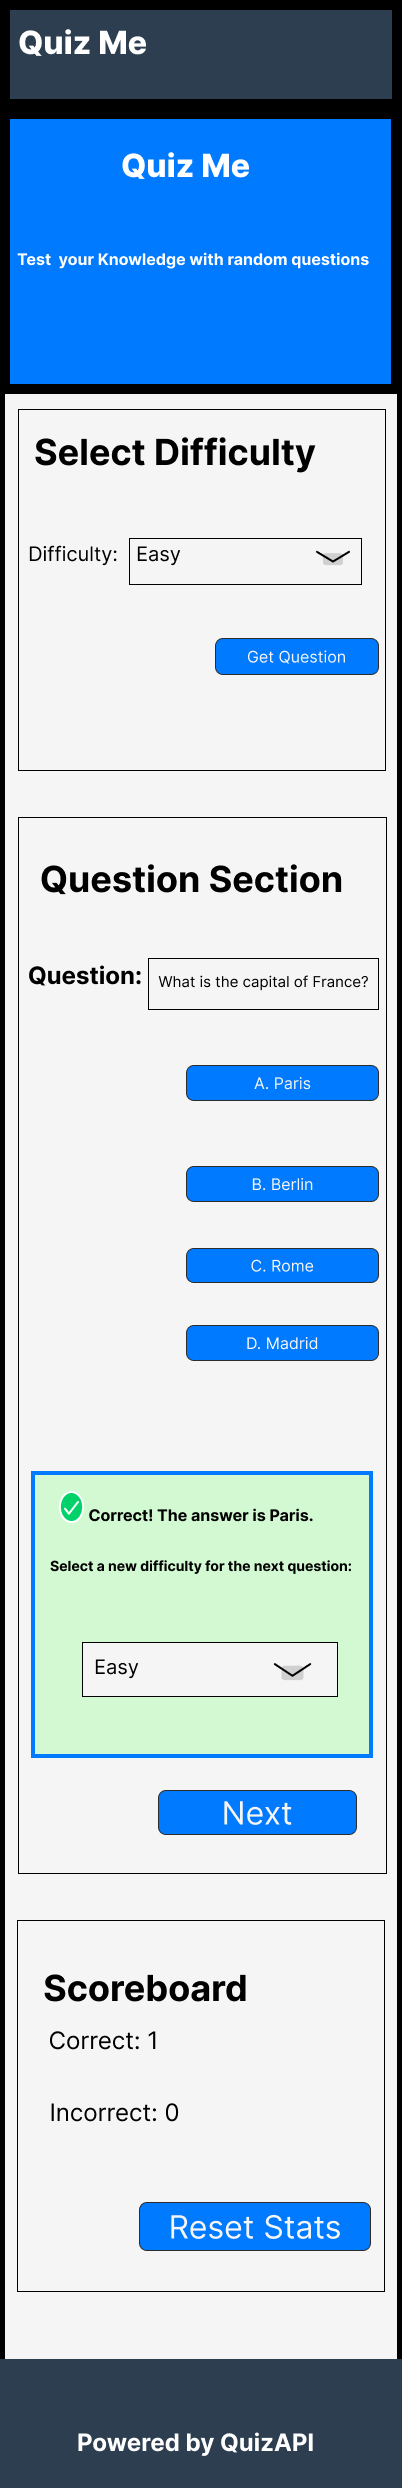 Quiz Me
Quiz Me
Test  your Knowledge with random questions
Select Difficulty
Difficulty: Easy
Get Question
Question Section
Question: What is the capital of France?
A. Paris
B. Berlin
C. Rome
D. Madrid
Correct! The answer is Paris.
Select a new difficulty for the next question:
Easy
Next
Scoreboard
Correct: 1
Incorrect: 0
Reset Stats
Powered by QuizAPI